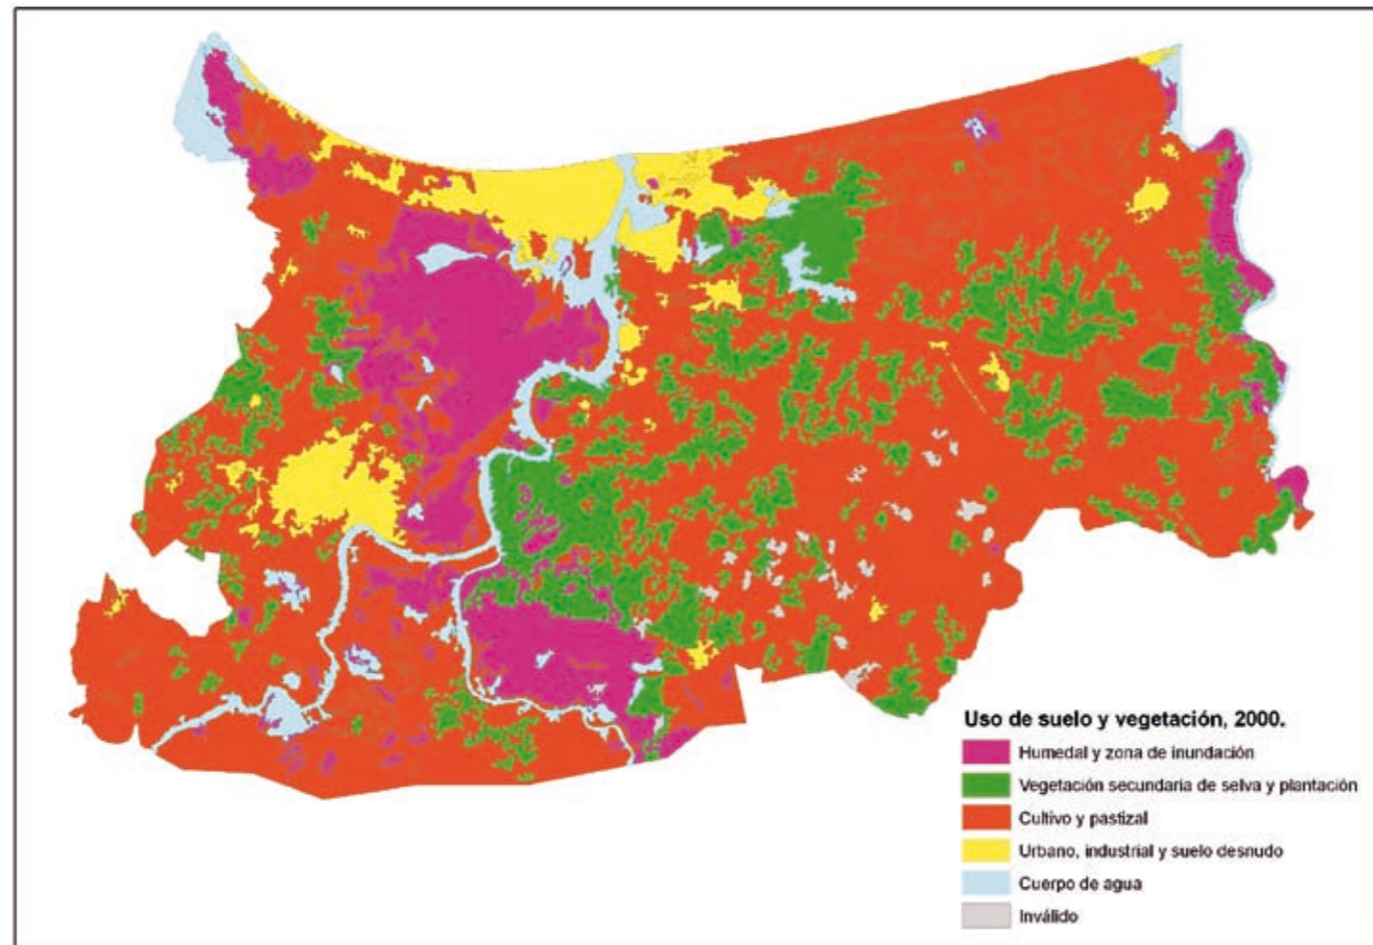 Uso de suelo y vegetación, 2000.
Humedal y zona de inundación
Vegetación secundaria de selva y plantación
Cultivo y pastizal
Urbano, industrial y suelo desnudo
Cuerpo de agua
Inválido